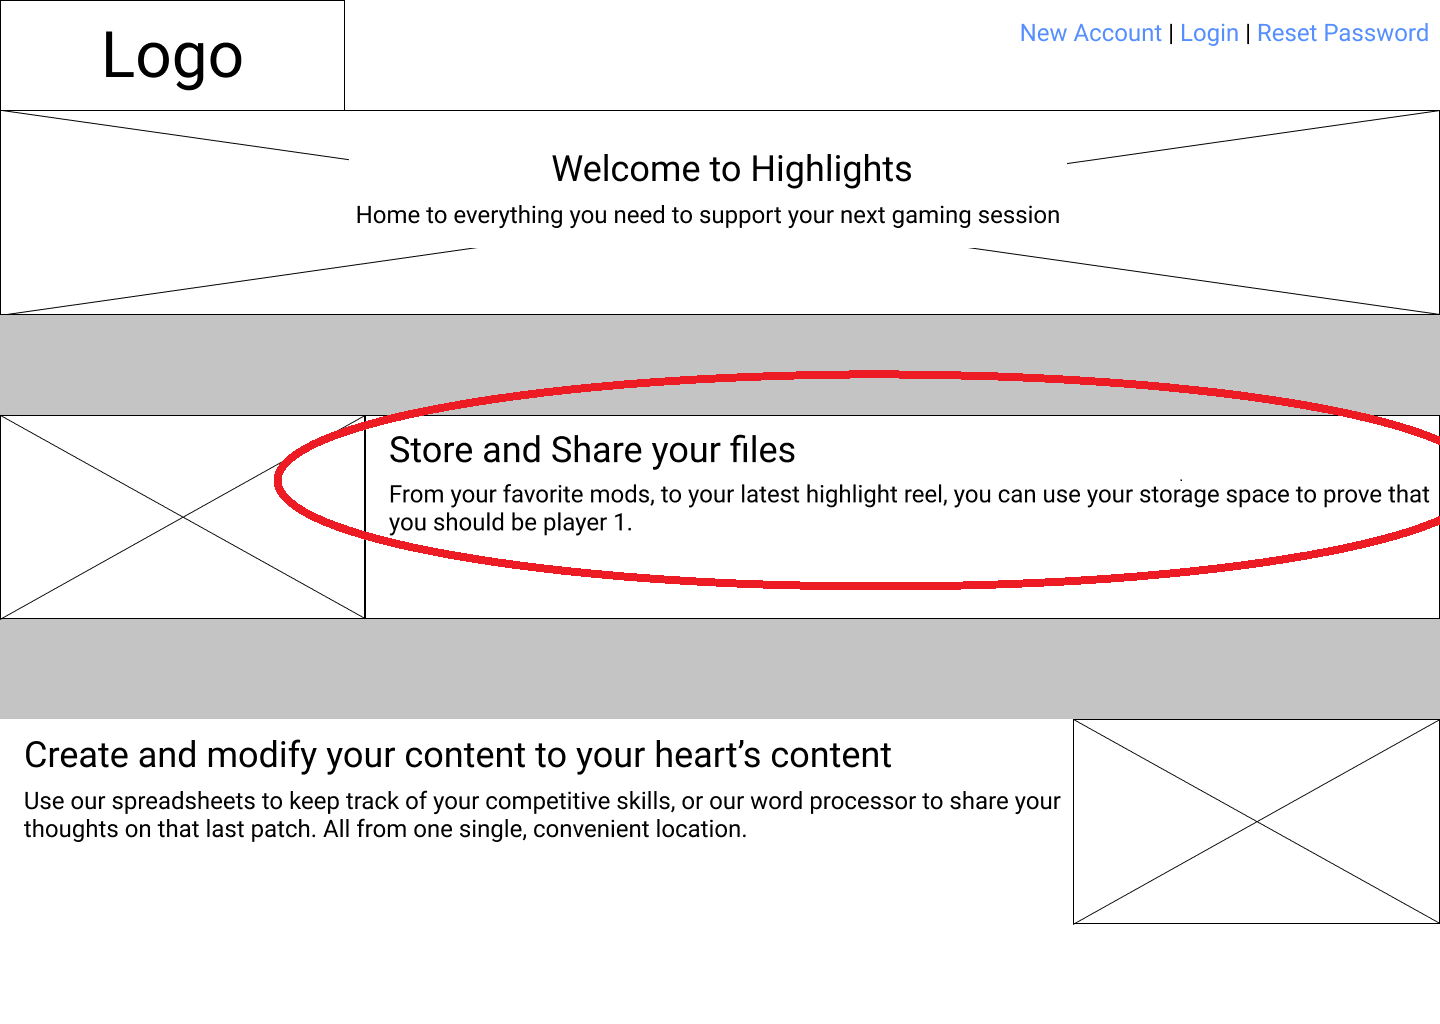 Logo
New Account | Login | Reset Password
Welcome to Highlights
Home to everything you need to support your next gaming session
Store and Share your files
From your favorite mods, to your latest highlight reel, you can use your storage space to prove that
you should be player 1.
Create and modify your content to your heart’s content
Use our spreadsheets to keep track of your competitive skills, or our word processor to share your
thoughts on that last patch. All from one single, convenient location.